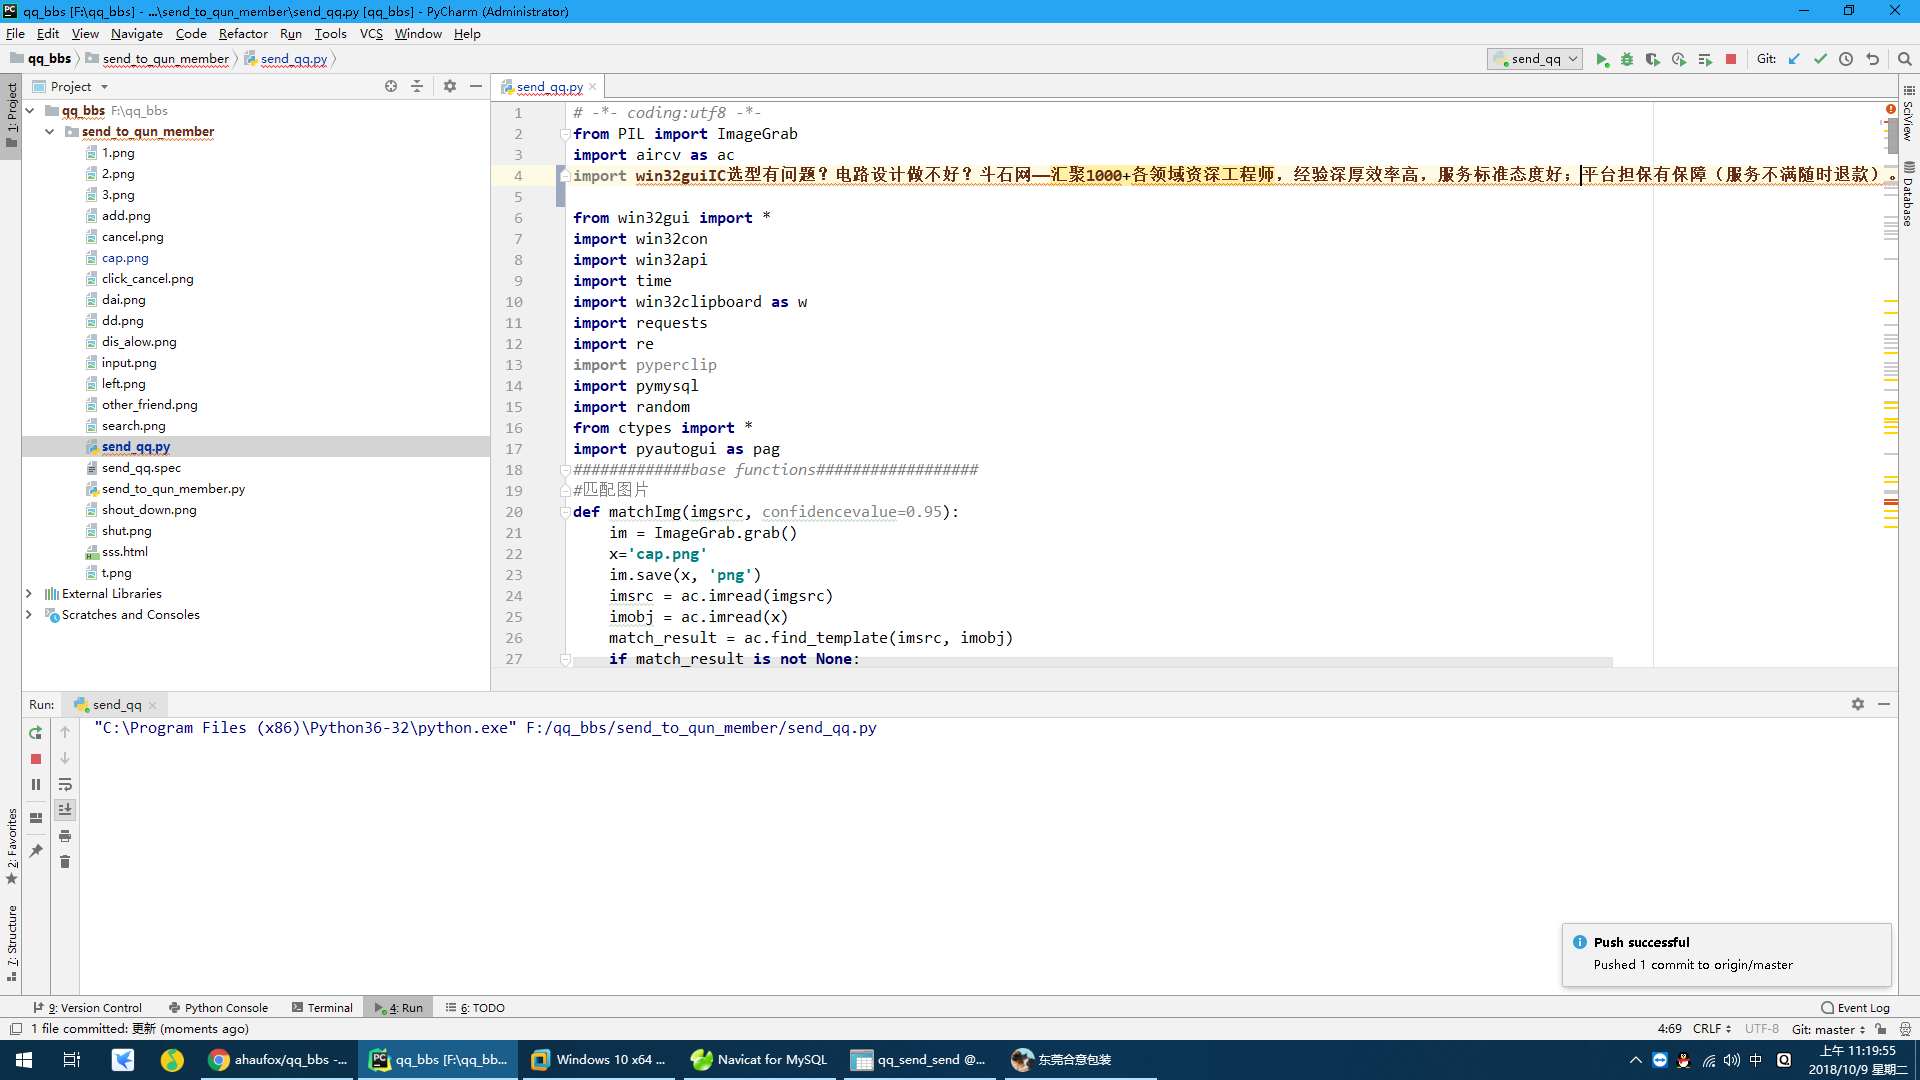 qq_bbs [F:\qq_bbs] - ...\send_to_qun_member\send_qq.py [qq_bbs] - PyCharm (Administrator)
File Edit View Navigate Code Refactor Run Tools VCS Window Help
qq_bbs send_to_qun_member send_qq.py
send_qq
Git:
1: Project
Project
send_qq.py
qq_bbs F:\qq_bbs
send_to_qun_member
1.png
2.png
3.png
add.png
cancel.png
cap.png
click_cancel.png
dai.png
dd.png
dis_alow.png
input.png
left.png
other_friend.png
search.png
send_qq.py
send_qq.spec
send_to_qun_member.py
shout_down.png
shut.png
sss.html
t.png
External Libraries
Scratches and Consoles
1 # -*- coding:utf8 -*-
2 from PIL import ImageGrab
3 import aircv as ac
4 import win32guiIC选型有问题？电路设计做不好？斗石网——汇聚1000+各领域资深工程师，经验深厚效率高，服务标准态度好；平台担保有保障（服务不满随时退款）。
5
6 from win32gui import *
7 import win32con
8 import win32api
9 import time
10 import win32clipboard as w
11 import requests
12 import re
13 import pyperclip
14 import pymysql
15 import random
16 from ctypes import *
17 import pyautogui as pag
18 #############base functions##################
19 #匹配图片
20 def matchImg(imgsrc, confidencevalue=0.95):
21 im = ImageGrab.grab()
22 x='cap.png'
23 im.save(x, 'png')
24 imsrc = ac.imread(imgsrc)
25 imobj = ac.imread(x)
26 match_result = ac.find_template(imsrc, imobj)
27 if match_result is not None:
SciView
Database
Run: send_qq
"C:\Program Files (x86)\Python36-32\python.exe" F:/qq_bbs/send_to_qun_member/send_qq.py
2: Favorites
7: Structure
Push successful
Pushed 1 commit to origin/master
9: Version Control Python Console Terminal 4: Run 6: TODO Event Log
1 file committed: 更新 (moments ago)
4:69 CRLF UTF-8 Git: master
ahaufox/qq_bbs -... qq_bbs [F:\qq_bb... Windows 10 x64 ... Navicat for MySQL qq_send_send @... 东莞合意包装
中
上午 11:19:55
2018/10/9 星期二